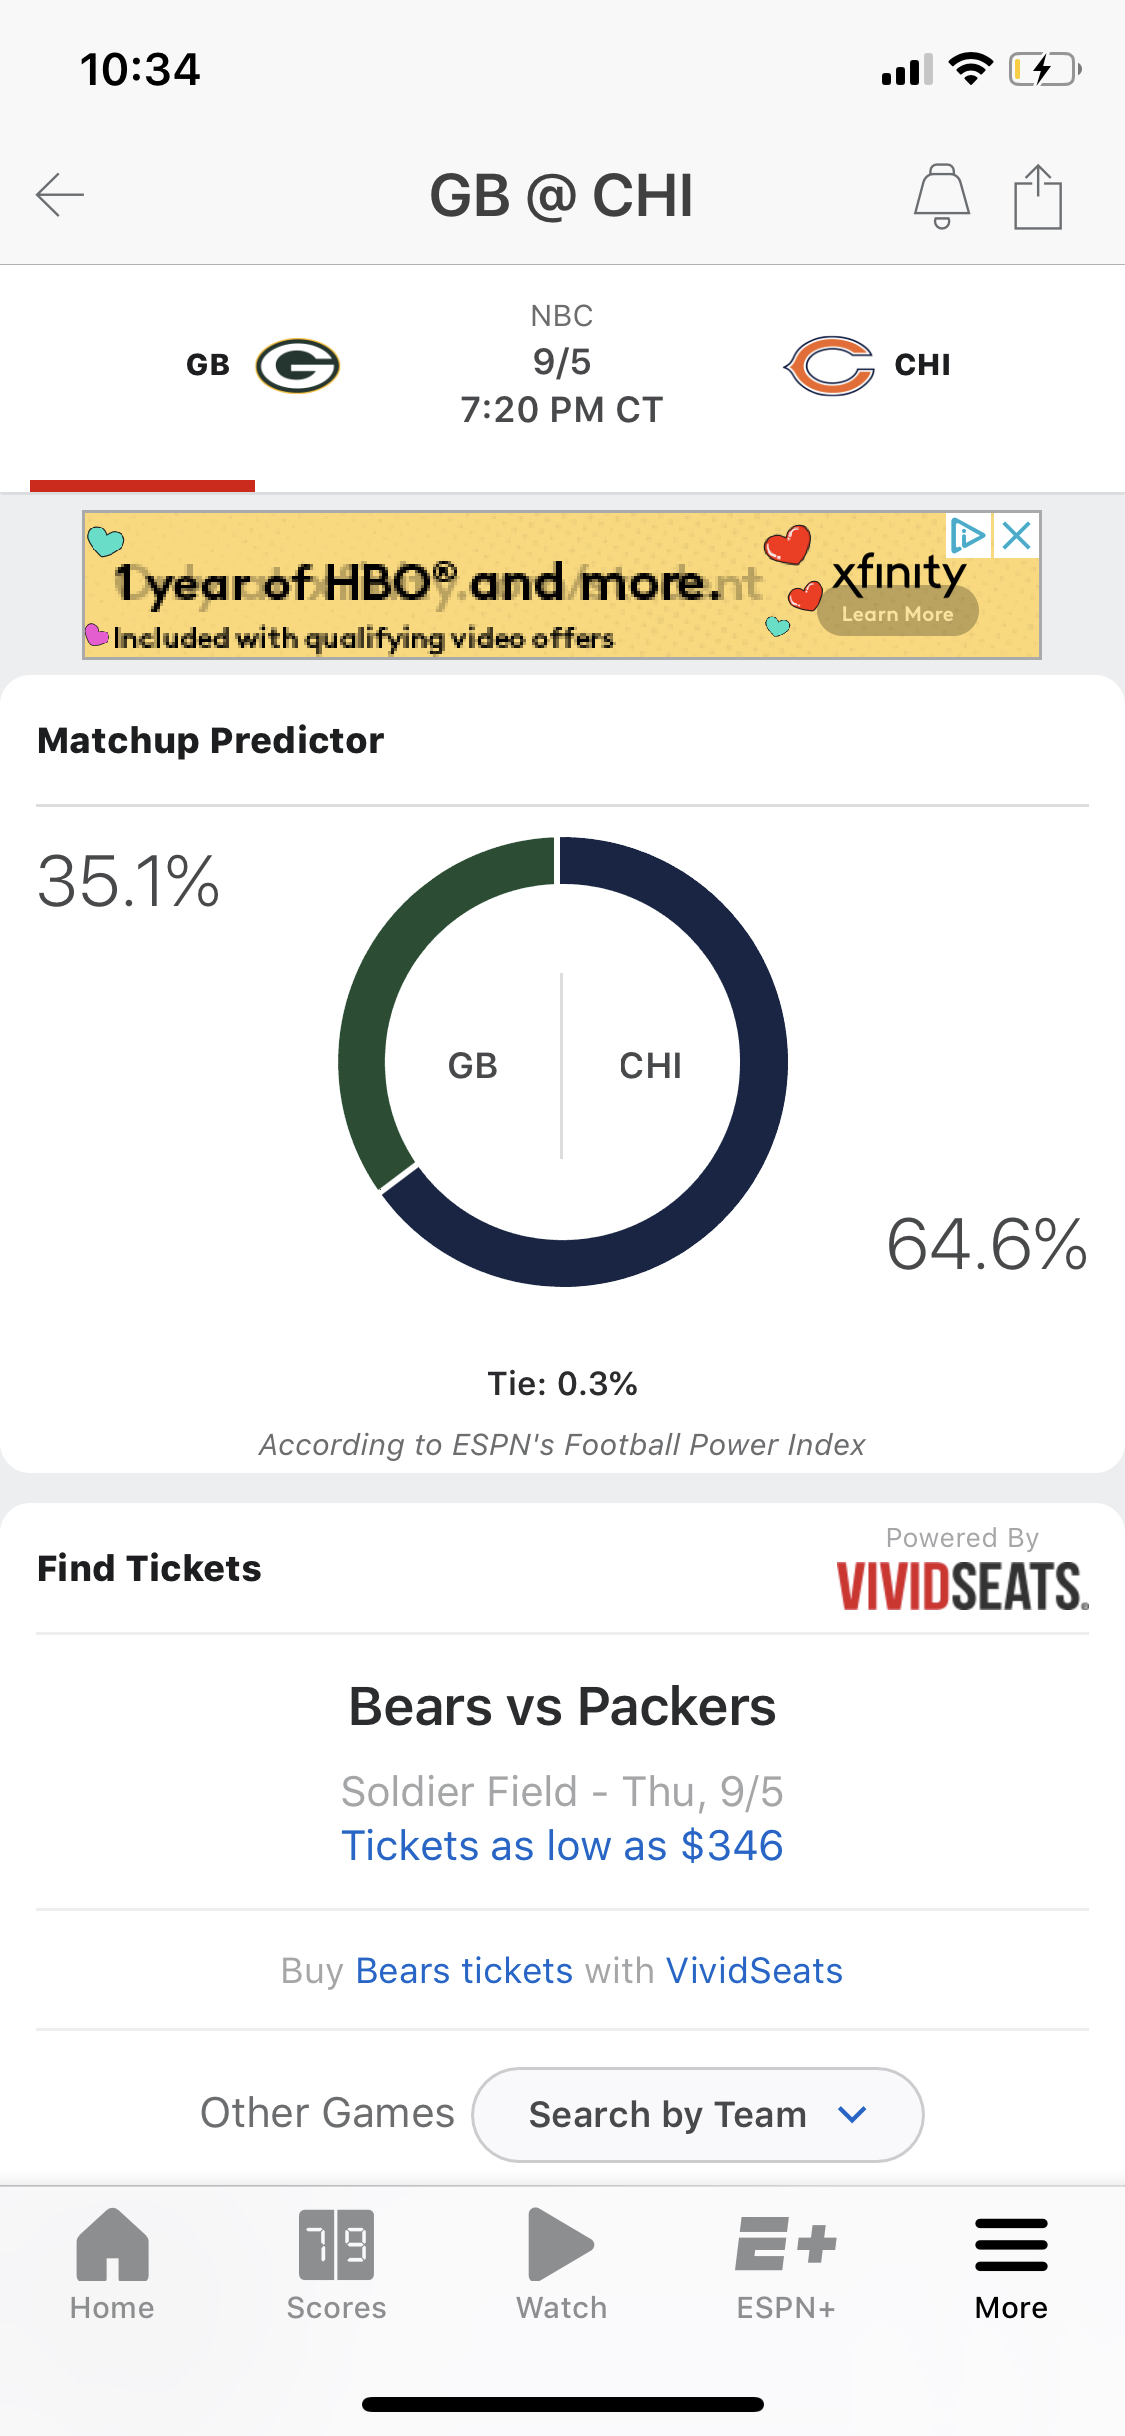 10:34
GB @ CHI
NBC
GB
9/5
CHI
7:20 PM CT
1 year of HBO® and more.
Included with qualifying video offers
xfinity
Learn More
Matchup Predictor
35.1%
GB
CHI
64.6%
Tie: 0.3%
According to ESPN's Football Power Index
Find Tickets
Powered By
VIVIDSEATS.
Bears vs Packers
Soldier Field - Thu, 9/5
Tickets as low as $346
Buy Bears tickets with VividSeats
Other Games
Search by Team
79
Home
Scores
Watch
E+
ESPN+
More